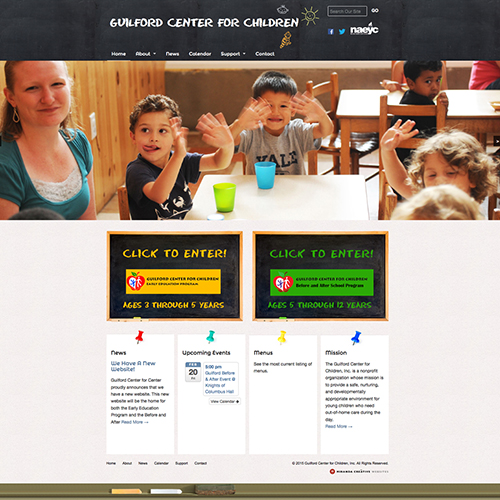 GUILFORD CENTER FOR CHILDREN
Search Our Site
GO
naeyc
Home About News Calendar Support Contact
YALE
CLICK TO ENTER!
GUILFORD CENTER FOR CHILDREN
EARLY EDUCATION PROGRAM
AGES 3 THROUGH 5 YEARS
CLICK TO ENTER!
GUILFORD CENTER FOR CHILDREN
Before and After School Program
AGES 5 THROUGH 12 YEARS
News
We Have A New
Website!
Guilford Center for Center
proudly announces that we
have a new website. This new
website will be the home for
both the Early Education
Program and the Before and
After Read More →
Upcoming Events
FEB
20
Fri
5:00 pm
Guilford Before
& After Event @
Knights of
Columbus Hall
View Calendar
Menus
See the most current listing of
menus.
Mission
The Guilford Center for
Children, Inc. is a nonprofit
organization whose mission is
to provide a safe, nurturing,
and developmentally
appropriate environment for
young children who need
out-of-home care during the
day.
Read More →
Home About News Calendar Support Contact
© 2015 Guilford Center for Children, Inc. All Rights Reserved.
MIRANDA CREATIVE WEBSITES